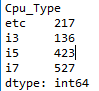 Cpu_Type
etc    217
i3     136
i5     423
i7     527
dtype: int64